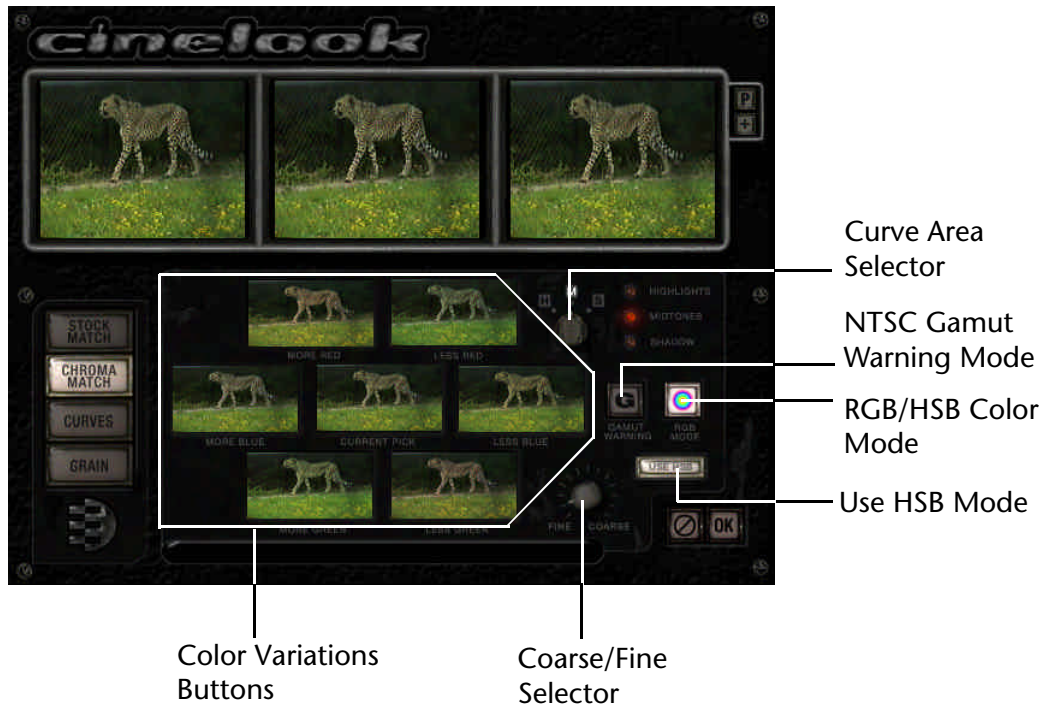 cinelook
P
+
Curve Area
Selector
H M S
HIGHLIGHTS
MIDTONES
SHADOW
STOCK
MATCH
CHROMA
MATCH
CURVES
GRAIN
MORE RED
LESS RED
MORE BLUE
CURRENT PICK
LESS BLUE
MORE GREEN
LESS GREEN
NTSC Gamut
Warning Mode
G
GAMUT
WARNING
RGB
MODE
RGB/HSB Color
Mode
USE HSB
Use HSB Mode
FINE COARSE
OK
Color Variations
Buttons
Coarse/Fine
Selector